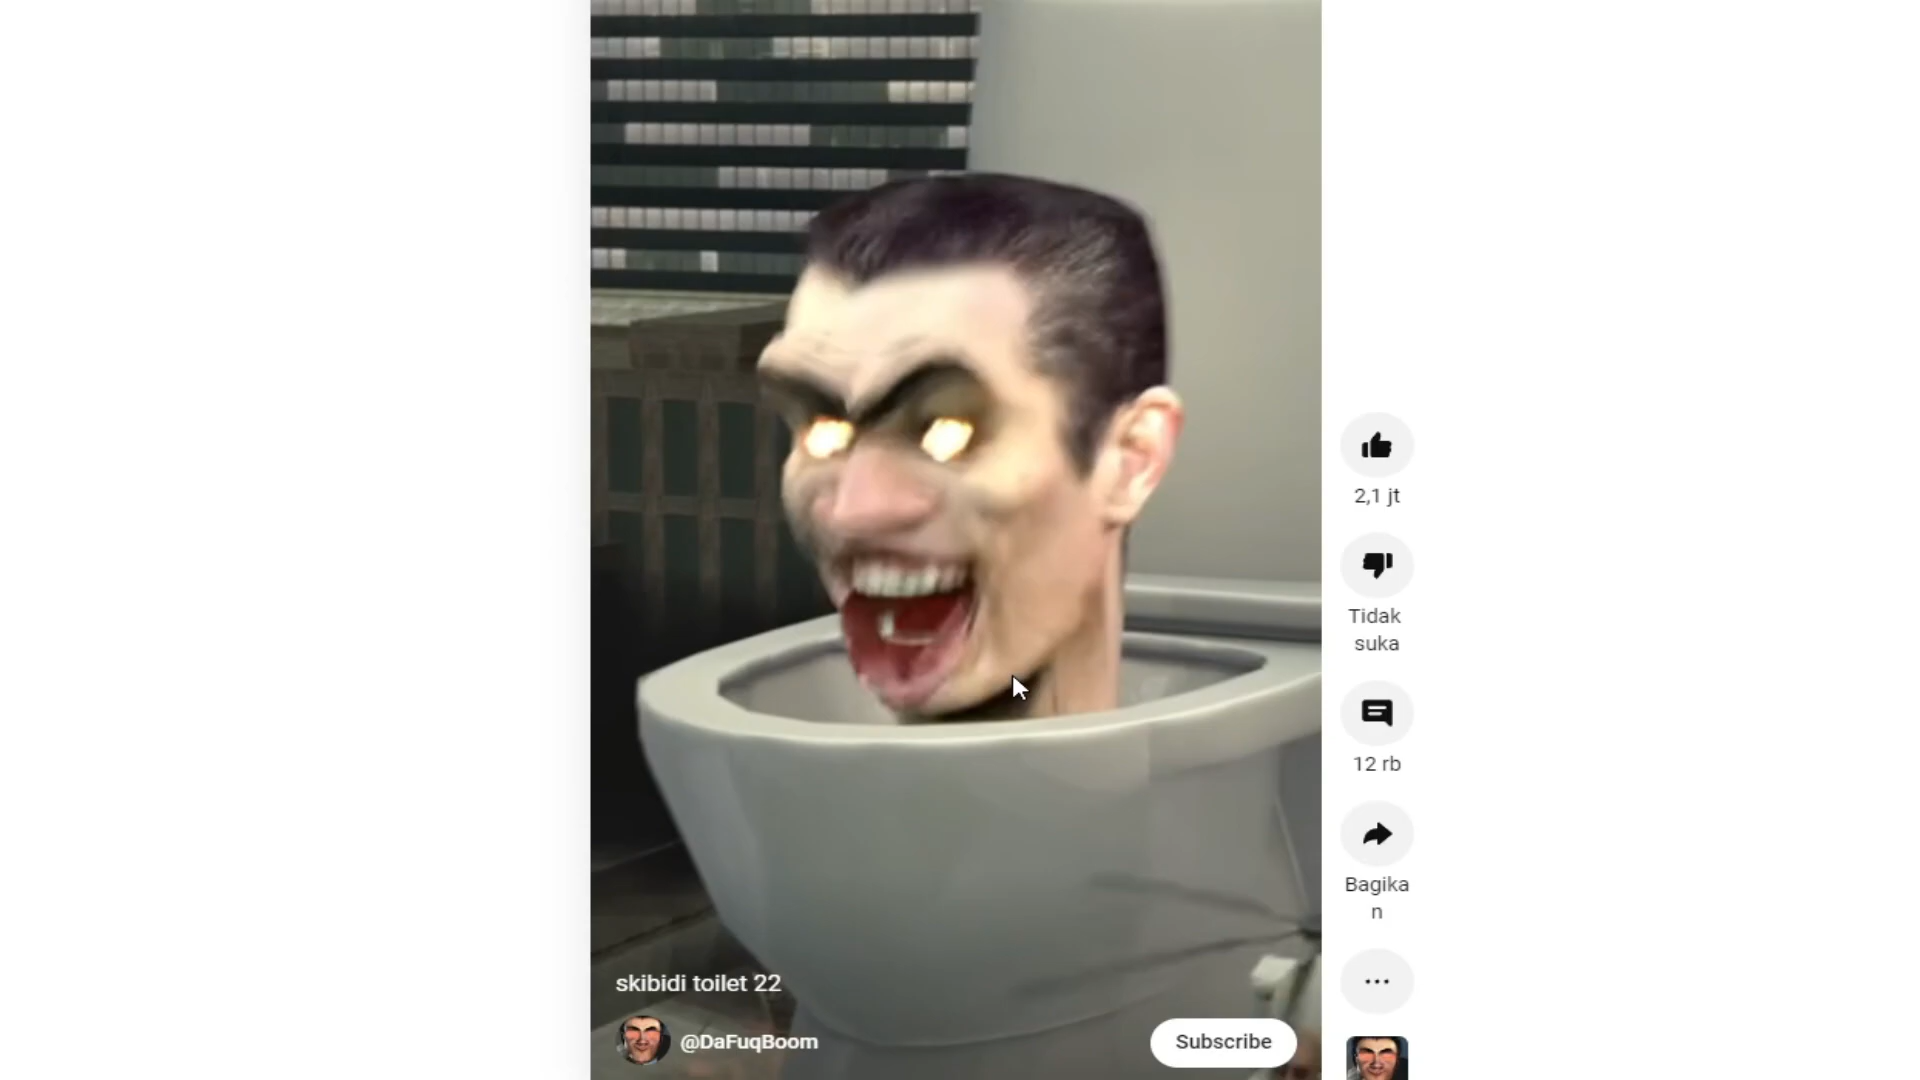 2,1 jt
Tidak
suka
12 rb
Bagika
n
skibidi toilet 22
@DaFuqBoom
Subscribe